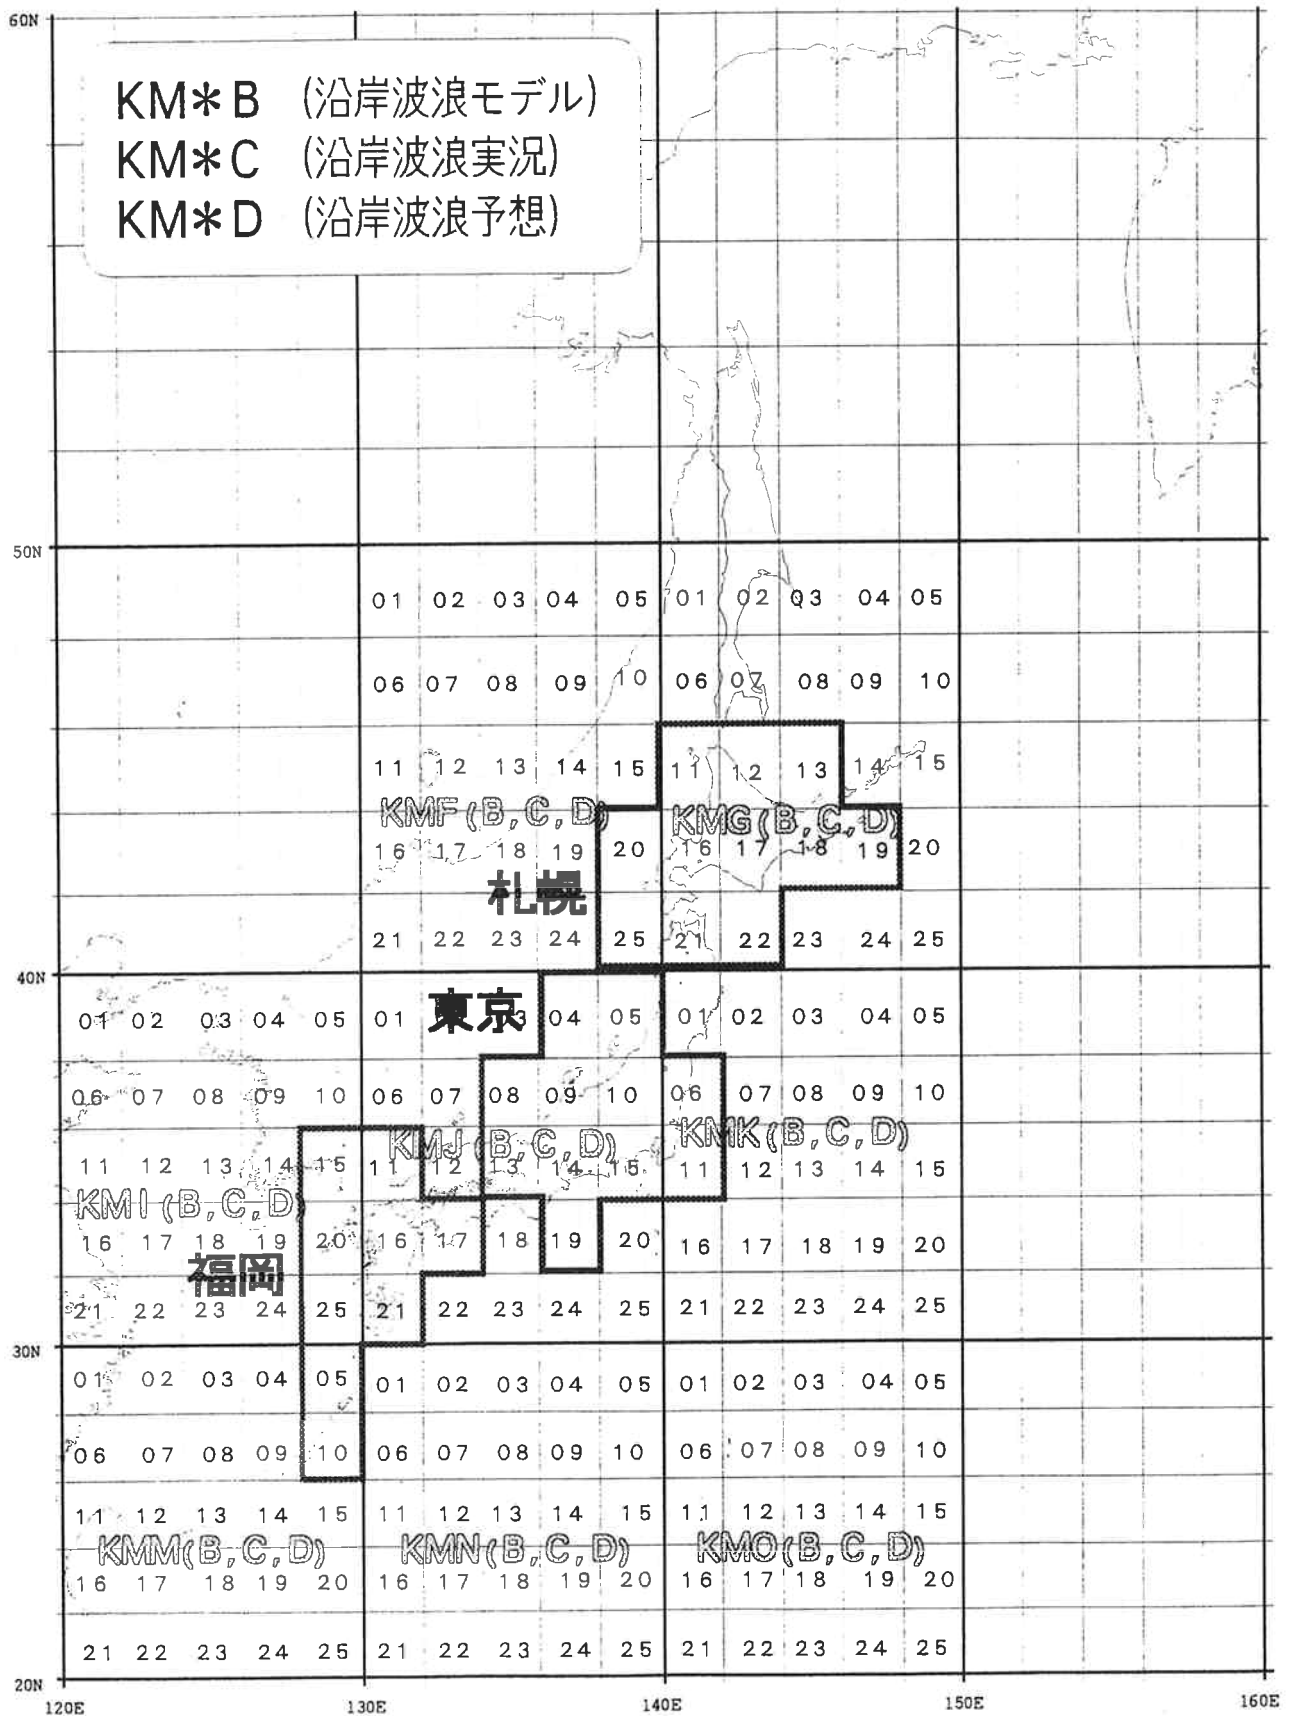 60N
KM*B (沿岸波浪モデル)
KM*C (沿岸波浪実況)
KM*D (沿岸波浪予想)
50N
01 02 03 04 05 01 02 03 04 05
06 07 08 09 10 06 07 08 09 10
11 12 13 14 15 11 12 13 14 15
KMF(B,C,D) KMG(B,C,D)
16 17 18 19 20 16 17 18 19 20
札幌
21 22 23 24 25 21 22 23 24 25
40N
01 02 03 04 05 01 東京 3 04 05 01 02 03 04 05
06 07 08 09 10 06 07 08 09 10 06 07 08 09 10
KMJ(B,C,D) KMK(B,C,D)
11 12 13 14 15 11 12 13 14 15 11 12 13 14 15
KMI(B,C,D)
16 17 18 19 20 16 17 18 19 20 16 17 18 19 20
福岡
21 22 23 24 25 21 22 23 24 25 21 22 23 24 25
30N
01 02 03 04 05 01 02 03 04 05 01 02 03 04 05
06 07 08 09 10 06 07 08 09 10 06 07 08 09 10
11 12 13 14 15 11 12 13 14 15 11 12 13 14 15
KMM(B,C,D) KMN(B,C,D) KMO(B,C,D)
16 17 18 19 20 16 17 18 19 20 16 17 18 19 20
21 22 23 24 25 21 22 23 24 25 21 22 23 24 25
20N
120E 130E 140E 150E 160E